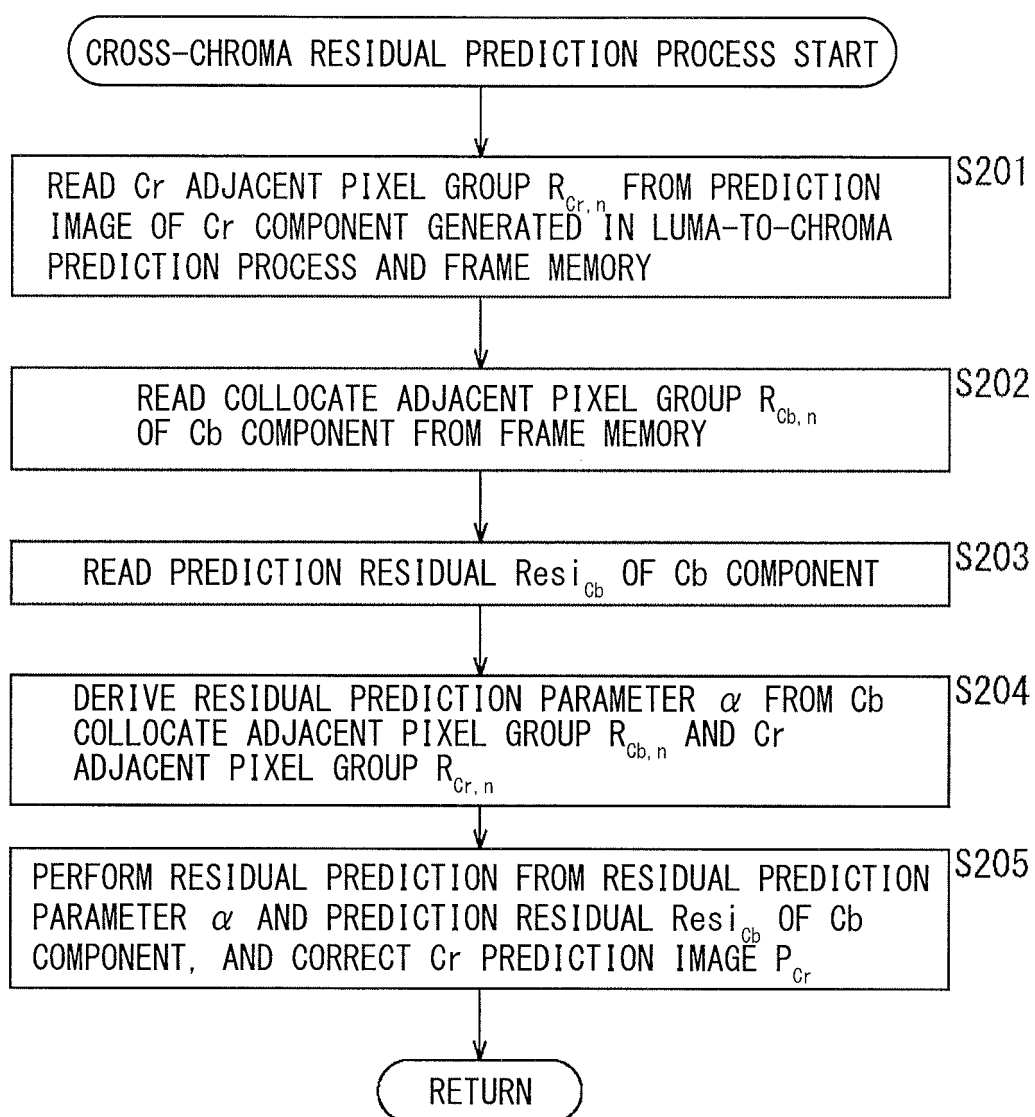 CROSS-CHROMA RESIDUAL PREDICTION PROCESS START
S201
READ Cr ADJACENT PIXEL GROUP R_Cr,n FROM PREDICTION
IMAGE OF Cr COMPONENT GENERATED IN LUMA-TO-CHROMA
PREDICTION PROCESS AND FRAME MEMORY
S202
READ COLLOCATE ADJACENT PIXEL GROUP R_Cb,n
OF Cb COMPONENT FROM FRAME MEMORY
S203
READ PREDICTION RESIDUAL Resi_Cb OF Cb COMPONENT
S204
DERIVE RESIDUAL PREDICTION PARAMETER α FROM Cb
COLLOCATE ADJACENT PIXEL GROUP R_Cb,n AND Cr
ADJACENT PIXEL GROUP R_Cr,n
S205
PERFORM RESIDUAL PREDICTION FROM RESIDUAL PREDICTION
PARAMETER α AND PREDICTION RESIDUAL Resi_Cb OF Cb
COMPONENT, AND CORRECT Cr PREDICTION IMAGE P_Cr
RETURN